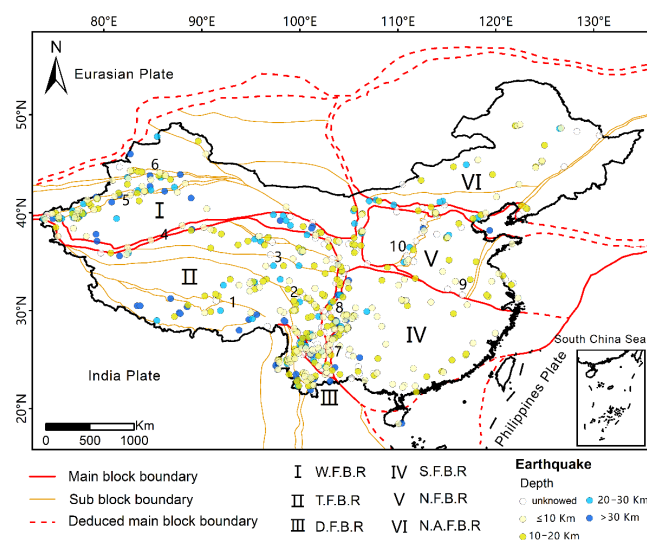 80° 90° 100° 110° 120° 130°
N
Eurasian Plate
50°N
6
VI
5
I
40°N
4
10
3
V
II
9
2
1
8
30°N
IV
7
South China Sea
India Plate
III
Philippines Plate
20°N
0 500 1000Km
Main block boundary
Sub block boundary
Deduced main block boundary
I W.F.B.R
II T.F.B.R
III D.F.B.R
IV S.F.B.R
V N.F.B.R
VI N.A.F.B.R
Earthquake
Depth
unknowed 20-30 Km
≤10 Km >30 Km
10-20 Km